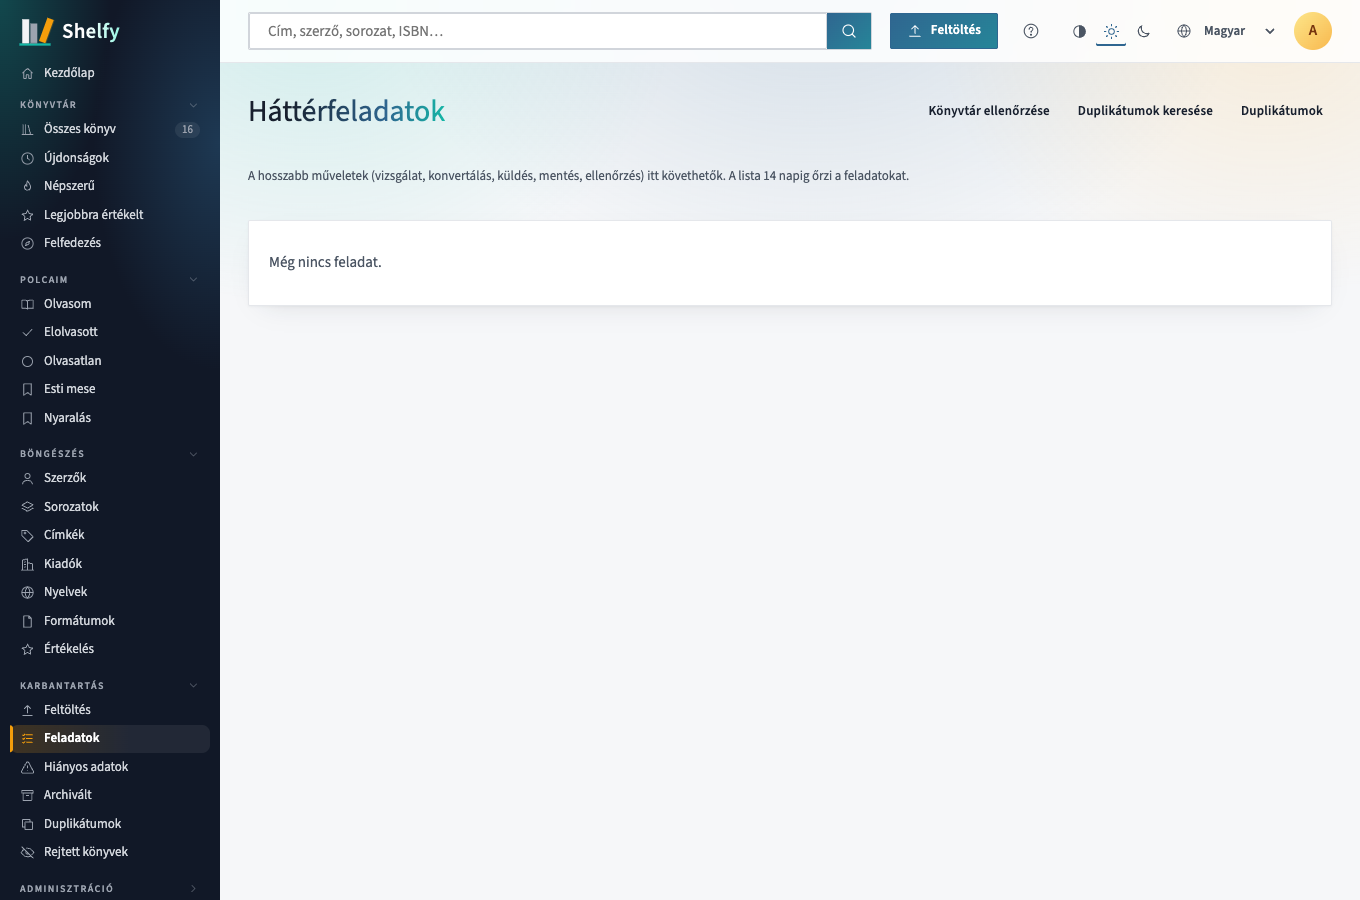 Shelfy
Kezdőlap
KÖNYVTÁR
Összes könyv 16
Újdonságok
Népszerű
Legjobbra értékelt
Felfedezés
POLCAIM
Olvasom
Elolvasott
Olvasatlan
Esti mese
Nyaralás
BÖNGÉSZÉS
Szerzők
Sorozatok
Címkék
Kiadók
Nyelvek
Formátumok
Értékelés
KARBANTARTÁS
Feltöltés
Feladatok
Hiányos adatok
Archivált
Duplikátumok
Rejtett könyvek
ADMINISZTRÁCIÓ
Cím, szerző, sorozat, ISBN…
Feltöltés
Magyar
A
Háttérfeladatok
Könyvtár ellenőrzése
Duplikátumok keresése
Duplikátumok
A hosszabb műveletek (vizsgálat, konvertálás, küldés, mentés, ellenőrzés) itt követhetők. A lista 14 napig őrzi a feladatokat.
Még nincs feladat.